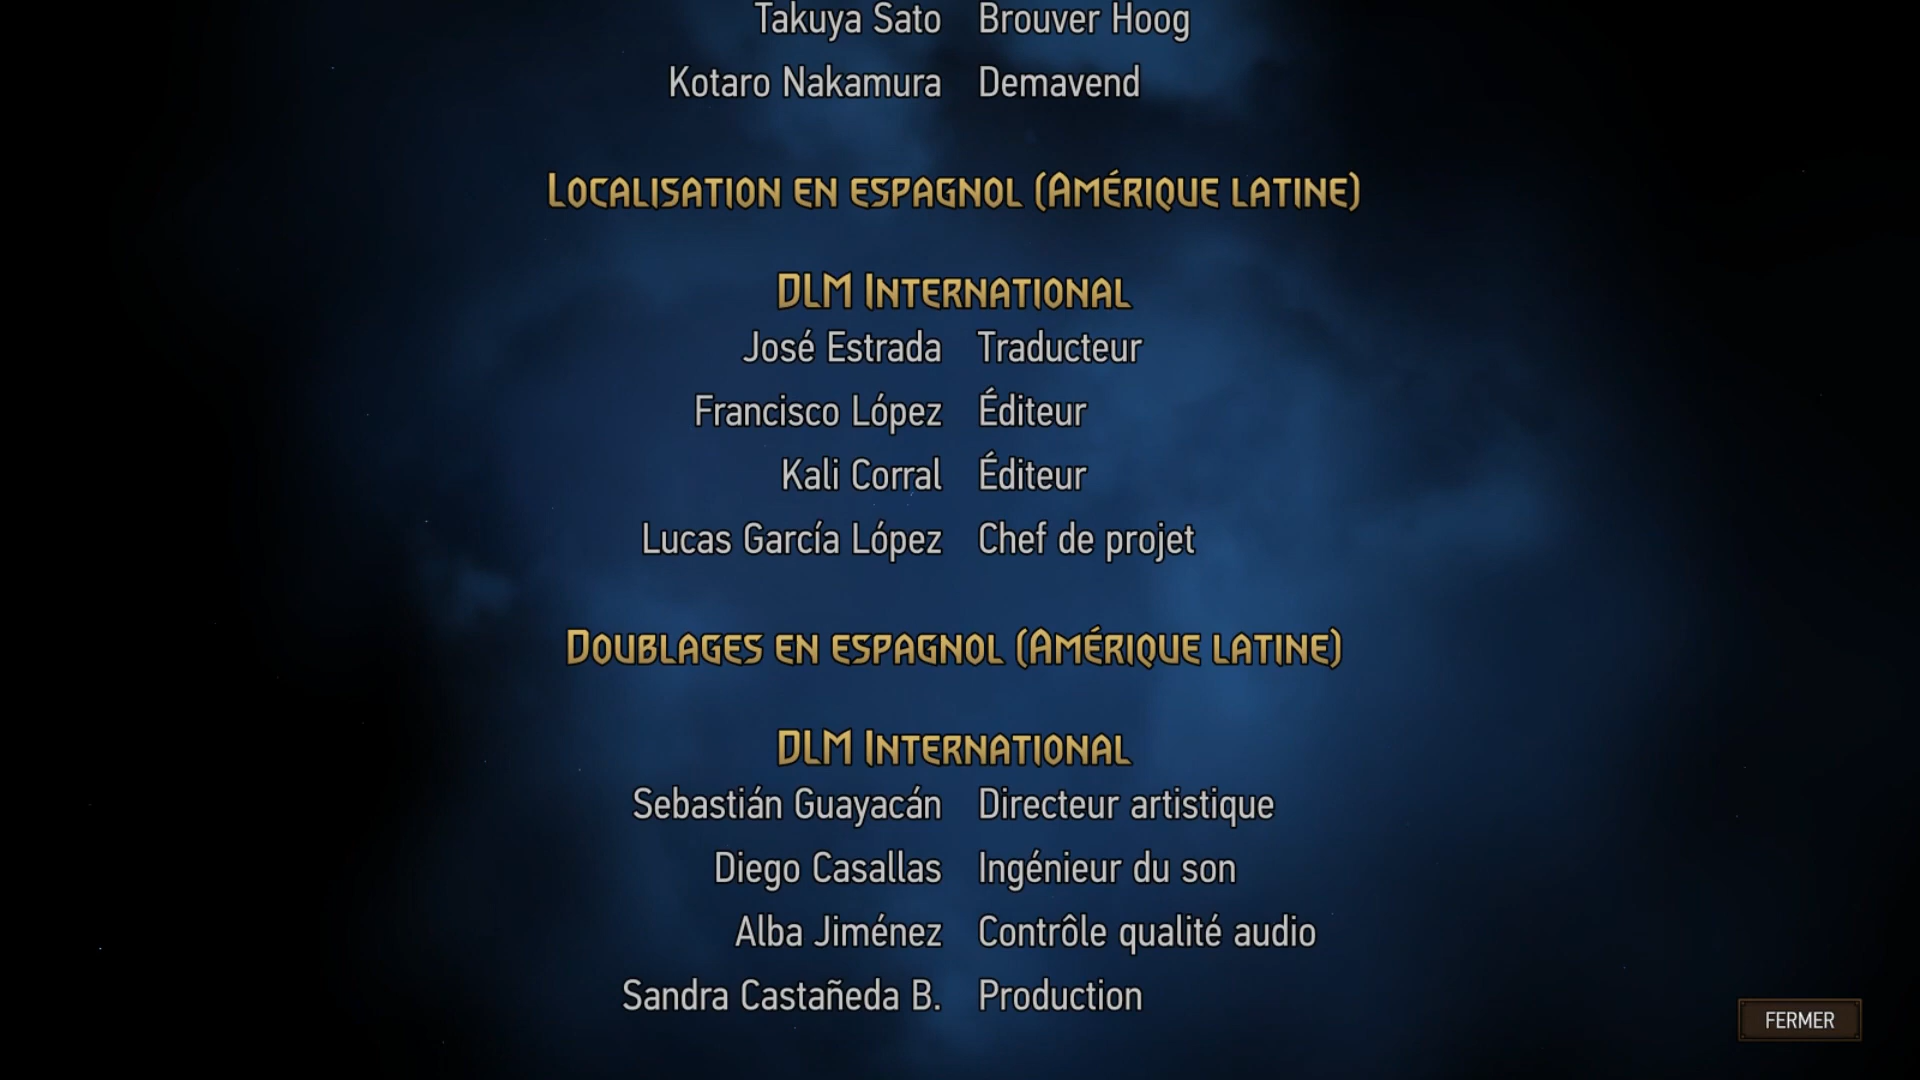 Takuya Sato Brouver Hoog
Kotaro Nakamura Demavend
Localisation en espagnol (Amérique latine)
DLM International
José Estrada Traducteur
Francisco López Éditeur
Kali Corral Éditeur
Lucas García López Chef de projet
Doublages en espagnol (Amérique latine)
DLM International
Sebastián Guayacán Directeur artistique
Diego Casallas Ingénieur du son
Alba Jiménez Contrôle qualité audio
Sandra Castañeda B. Production
FERMER